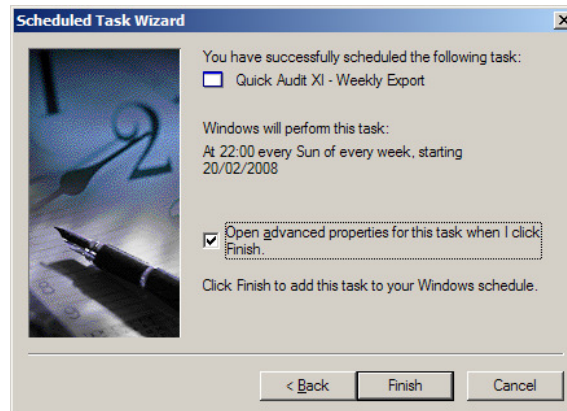 Scheduled Task Wizard
You have successfully scheduled the following task:
Quick Audit XI - Weekly Export
Windows will perform this task:
At 22:00 every Sun of every week, starting
20/02/2008
Open advanced properties for this task when I click
Finish.
Click Finish to add this task to your Windows schedule.
< Back
Finish
Cancel